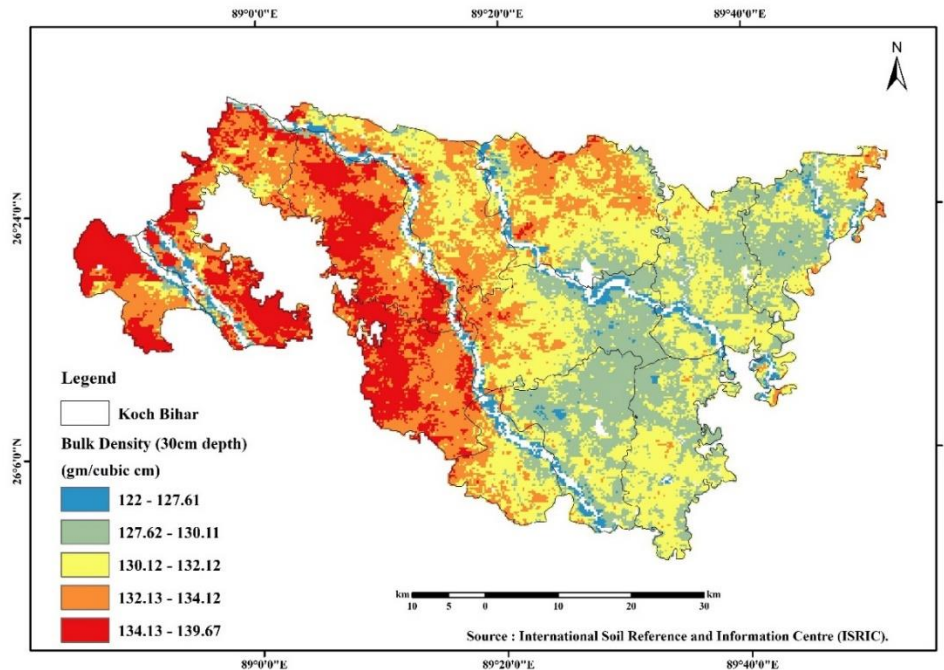 89°0'0"E 89°20'0"E 89°40'0"E
N
26°24'0"N
26°6'0"N
Legend
Koch Bihar
Bulk Density (30cm depth)
(gm/cubic cm)
122 - 127.61
127.62 - 130.11
130.12 - 132.12
132.13 - 134.12
134.13 - 139.67
km km
10 5 0 10 20 30
Source : International Soil Reference and Information Centre (ISRIC).
89°0'0"E 89°20'0"E 89°40'0"E